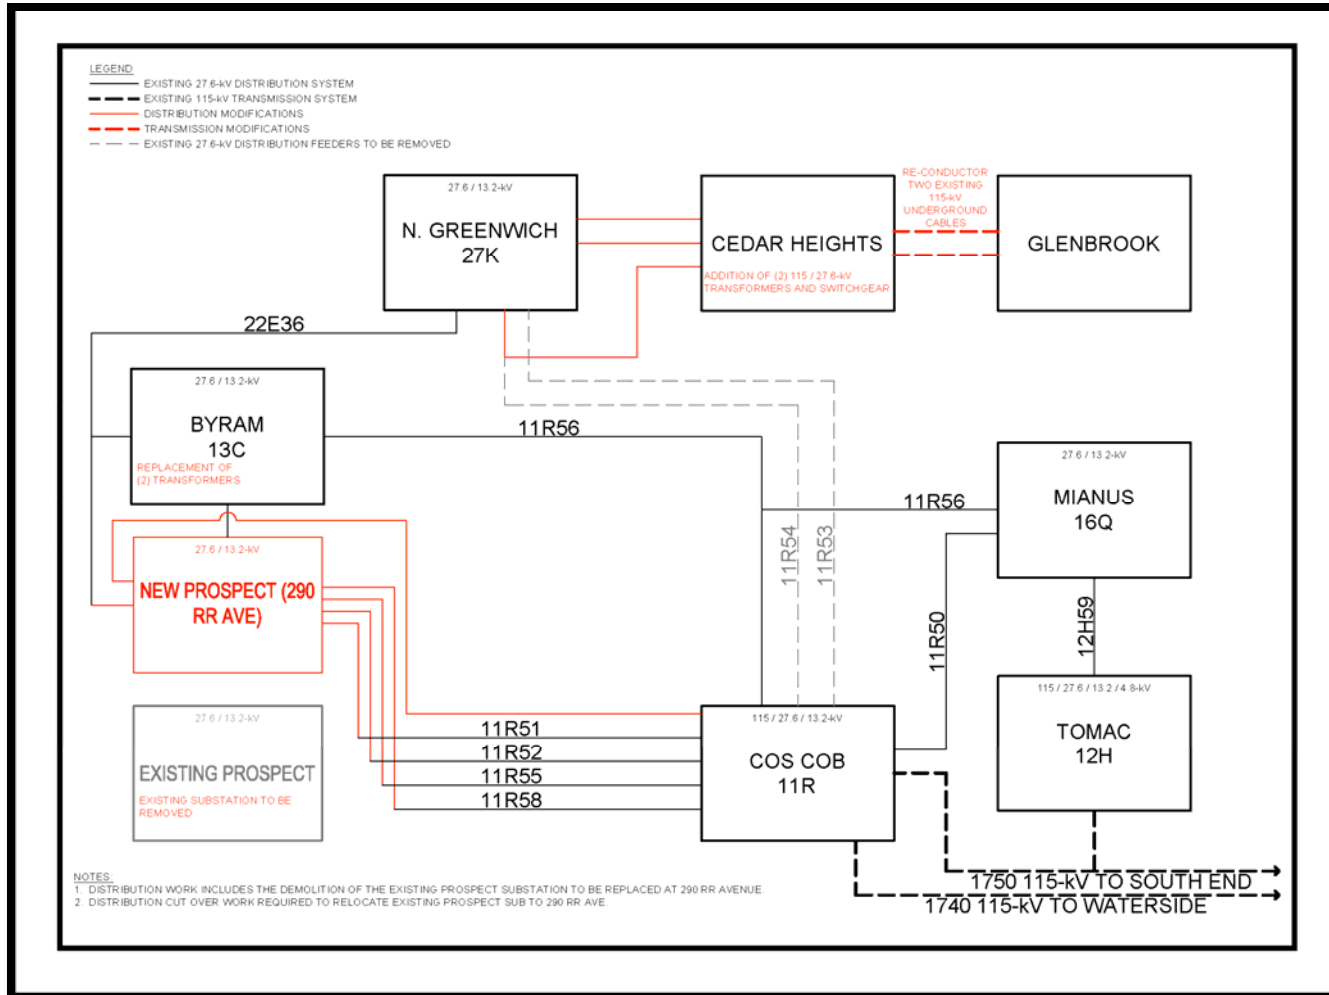 LEGEND
EXISTING 27.6-kV DISTRIBUTION SYSTEM
EXISTING 115-kV TRANSMISSION SYSTEM
DISTRIBUTION MODIFICATIONS
TRANSMISSION MODIFICATIONS
EXISTING 27.6-kV DISTRIBUTION FEEDERS TO BE REMOVED
27.6 / 13.2-kV
N. GREENWICH
27K
CEDAR HEIGHTS
ADDITION OF (2) 115 / 27.6-kV
TRANSFORMERS AND SWITCHGEAR
RE-CONDUCTOR
TWO EXISTING
115-kV
UNDERGROUND
CABLES
GLENBROOK
22E36
27.6 / 13.2-kV
BYRAM
13C
REPLACEMENT OF
(2) TRANSFORMERS
11R56
11R54
11R53
11R56
27.6 / 13.2-kV
MIANUS
16Q
27.6 / 13.2-kV
NEW PROSPECT (290
RR AVE)
11R50
12H59
27.6 / 13.2-kV
EXISTING PROSPECT
EXISTING SUBSTATION TO BE
REMOVED
11R51
11R52
11R55
11R58
115 / 27.6 / 13.2-kV
COS COB
11R
115 / 27.6 / 13.2 / 4.8-kV
TOMAC
12H
1750 115-kV TO SOUTH END
1740 115-kV TO WATERSIDE
NOTES:
1. DISTRIBUTION WORK INCLUDES THE DEMOLITION OF THE EXISTING PROSPECT SUBSTATION TO BE REPLACED AT 290 RR AVENUE.
2. DISTRIBUTION CUT OVER WORK REQUIRED TO RELOCATE EXISTING PROSPECT SUB TO 290 RR AVE